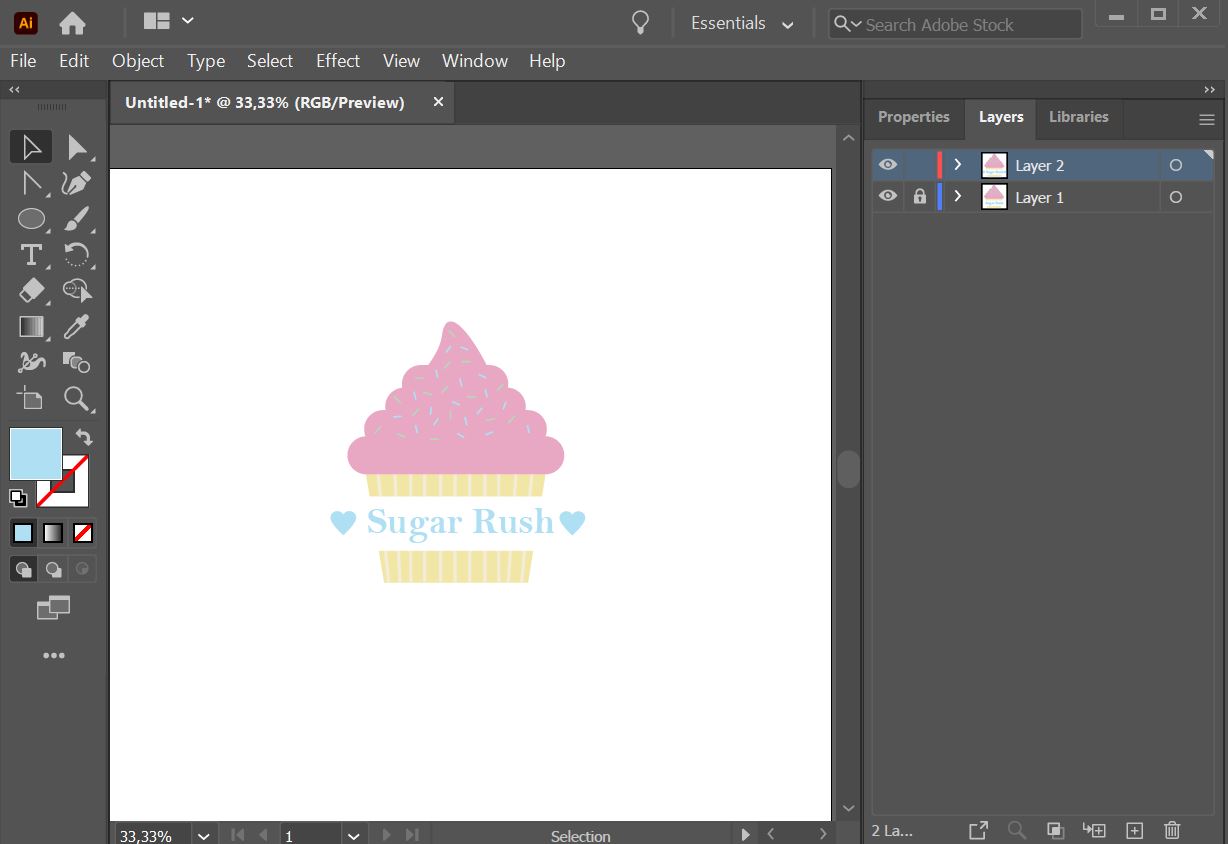 Ai
Essentials
Search Adobe Stock
File Edit Object Type Select Effect View Window Help
Untitled-1* @ 33,33% (RGB/Preview)
Properties Layers Libraries
Layer 2
Layer 1
T
Sugar Rush
33,33%
1
Selection
2 La...